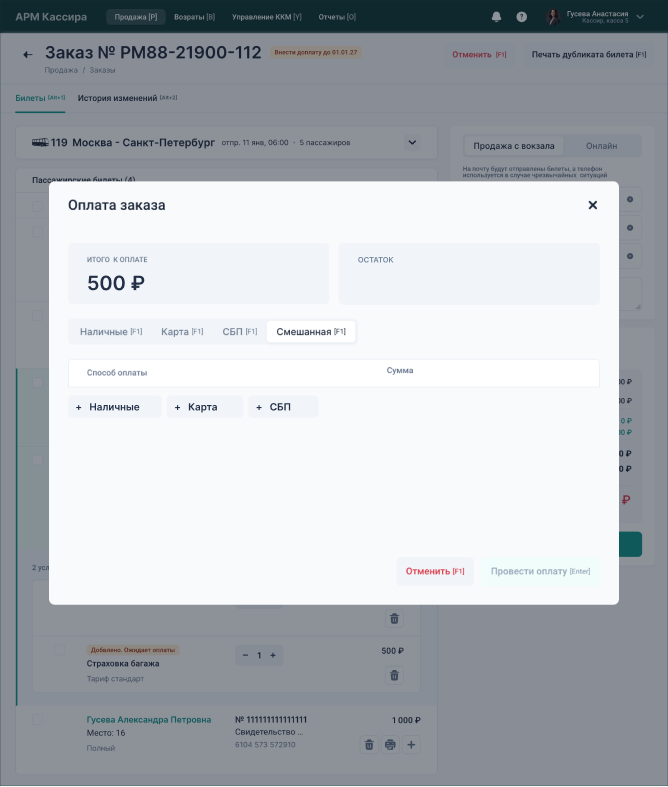 АРМ Кассира
Продажа [P]
Возраты [B]
Управление ККМ [Y]
Отчеты [O]
Гусева Анастасия
Кассир, касса 5
Заказ № PM88-21900-112
Внести доплату до 01.01 27
Отменить [F1]
Печать дубликата билета [F1]
Продажа / Заказы
Билеты [Alt+1]
История изменений [Alt+2]
119 Москва - Санкт-Петербург отпр. 11 янв, 06:00 · 5 пассажиров
Продажа с вокзала
Онлайн
На почту будут отправлены билеты, а телефон
используется в случае чрезвычайных ситуаций
Пассажирские билеты (4)
Оплата заказа
ИТОГО К ОПЛАТЕ
500 ₽
ОСТАТОК
Наличные [F1]
Карта [F1]
СБП [F1]
Смешанная [F1]
Способ оплаты
Сумма
+ Наличные
+ Карта
+ СБП
0 ₽
₽
Отменить [F1]
Провести оплату [Enter]
2 усл
Добавлено. Ожидает оплаты
Страховка багажа
Тариф стандарт
− 1 +
500 ₽
Гусева Александра Петровна
Место: 16
Полный
№ 111111111111111
Свидетельство ...
6104 573 572910
1 000 ₽